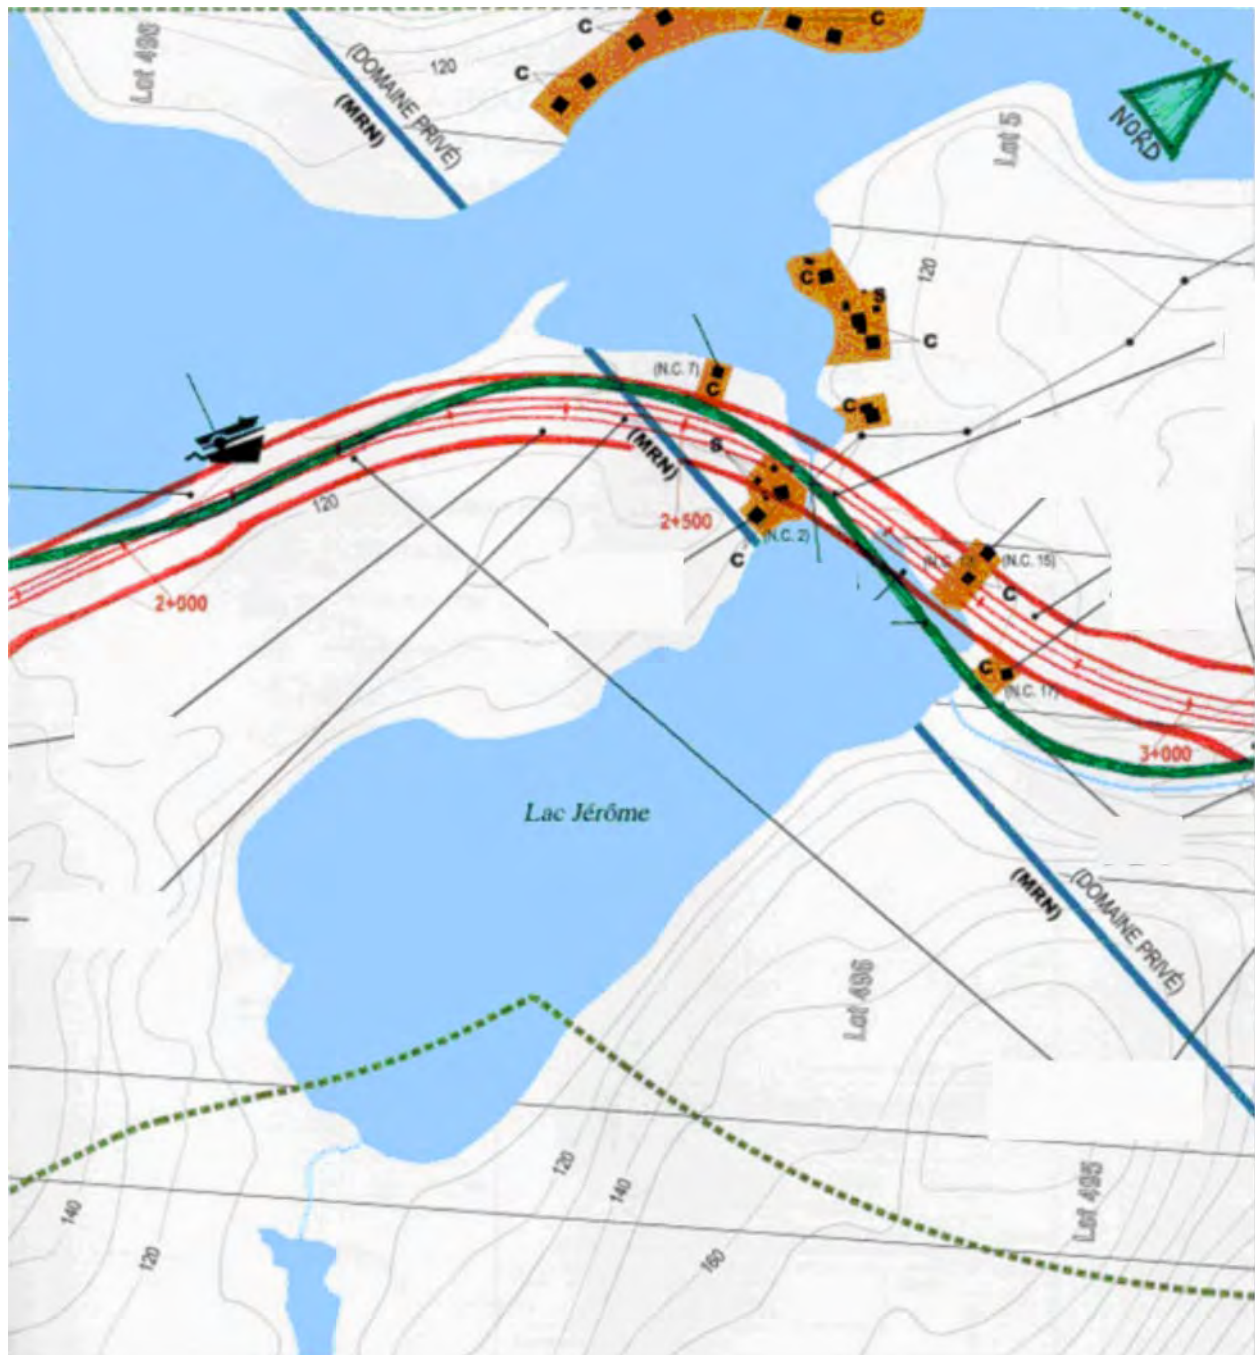 Lot 496
(DOMAINE PRIVÉ)
(MRN)
120
C
C
C
NORD
Lot 5
120
C
S
C
C
(N.C. 7)
C
(MRN)
S
120
2+500
(N.C. 2)
C
(N.C. 15)
C
2+000
C
(N.C. 17)
3+000
Lac Jérôme
(MRN)
(DOMAINE PRIVÉ)
Lot 496
Lot 495
120
140
140
120
160